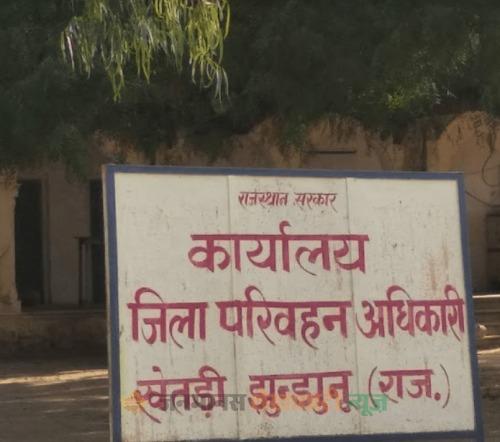 राजस्थान सरकार
कार्यालय
जिला परिवहन अधिकारी
खेतड़ी झुन्झुनु (राज.)
न्यूज़